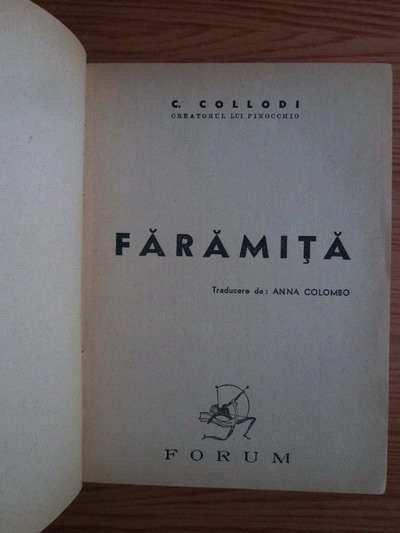 C. COLLODI
CREATORUL LUI PINOCCHIO
FĂRĂMIŢĂ
Traducere de: ANNA COLOMBO
FORUM